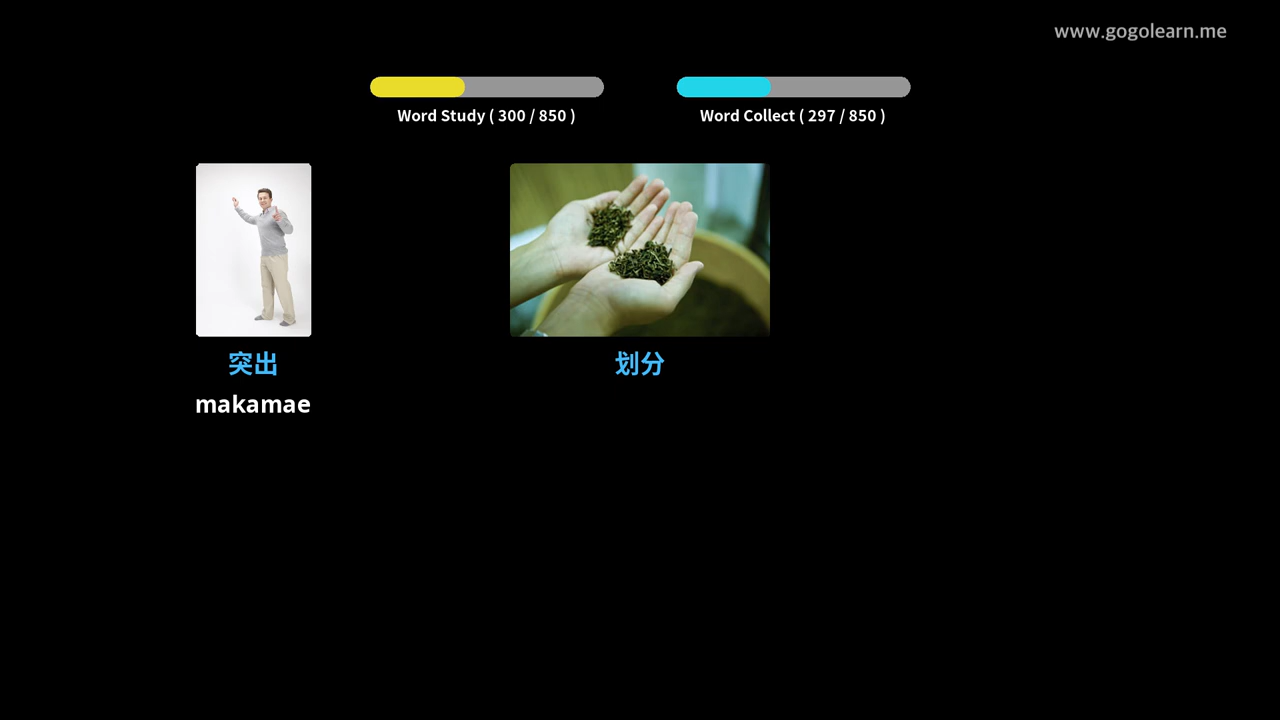 www.gogolearn.me
Word Study ( 300 / 850 )
Word Collect ( 297 / 850 )
突出
划分
makamae